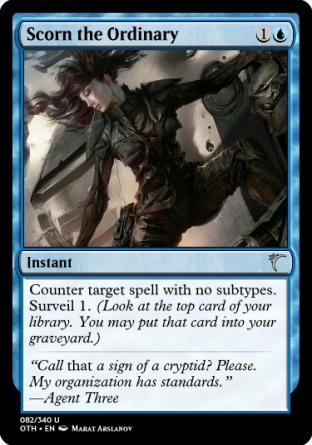 Scorn the Ordinary 1
Instant
Counter target spell with no subtypes.
Surveil 1. (Look at the top card of your
library. You may put that card into your
graveyard.)
“Call that a sign of a cryptid? Please.
My organization has standards.”
—Agent Three
082/340 U
OTH • EN Marat Arslanov